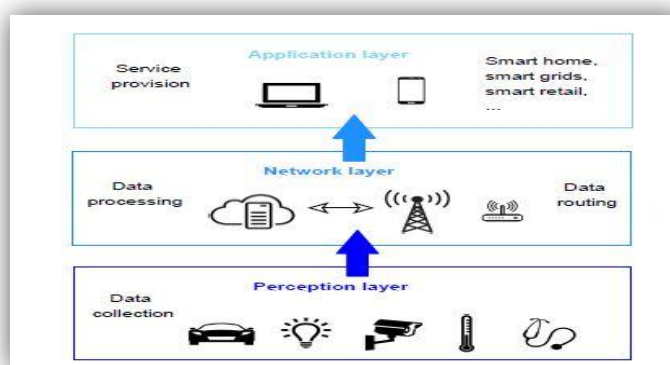 Application layer
Service
provision
Smart home,
smart grids,
smart retail,
...
Network layer
Data
processing
Data
routing
Perception layer
Data
collection